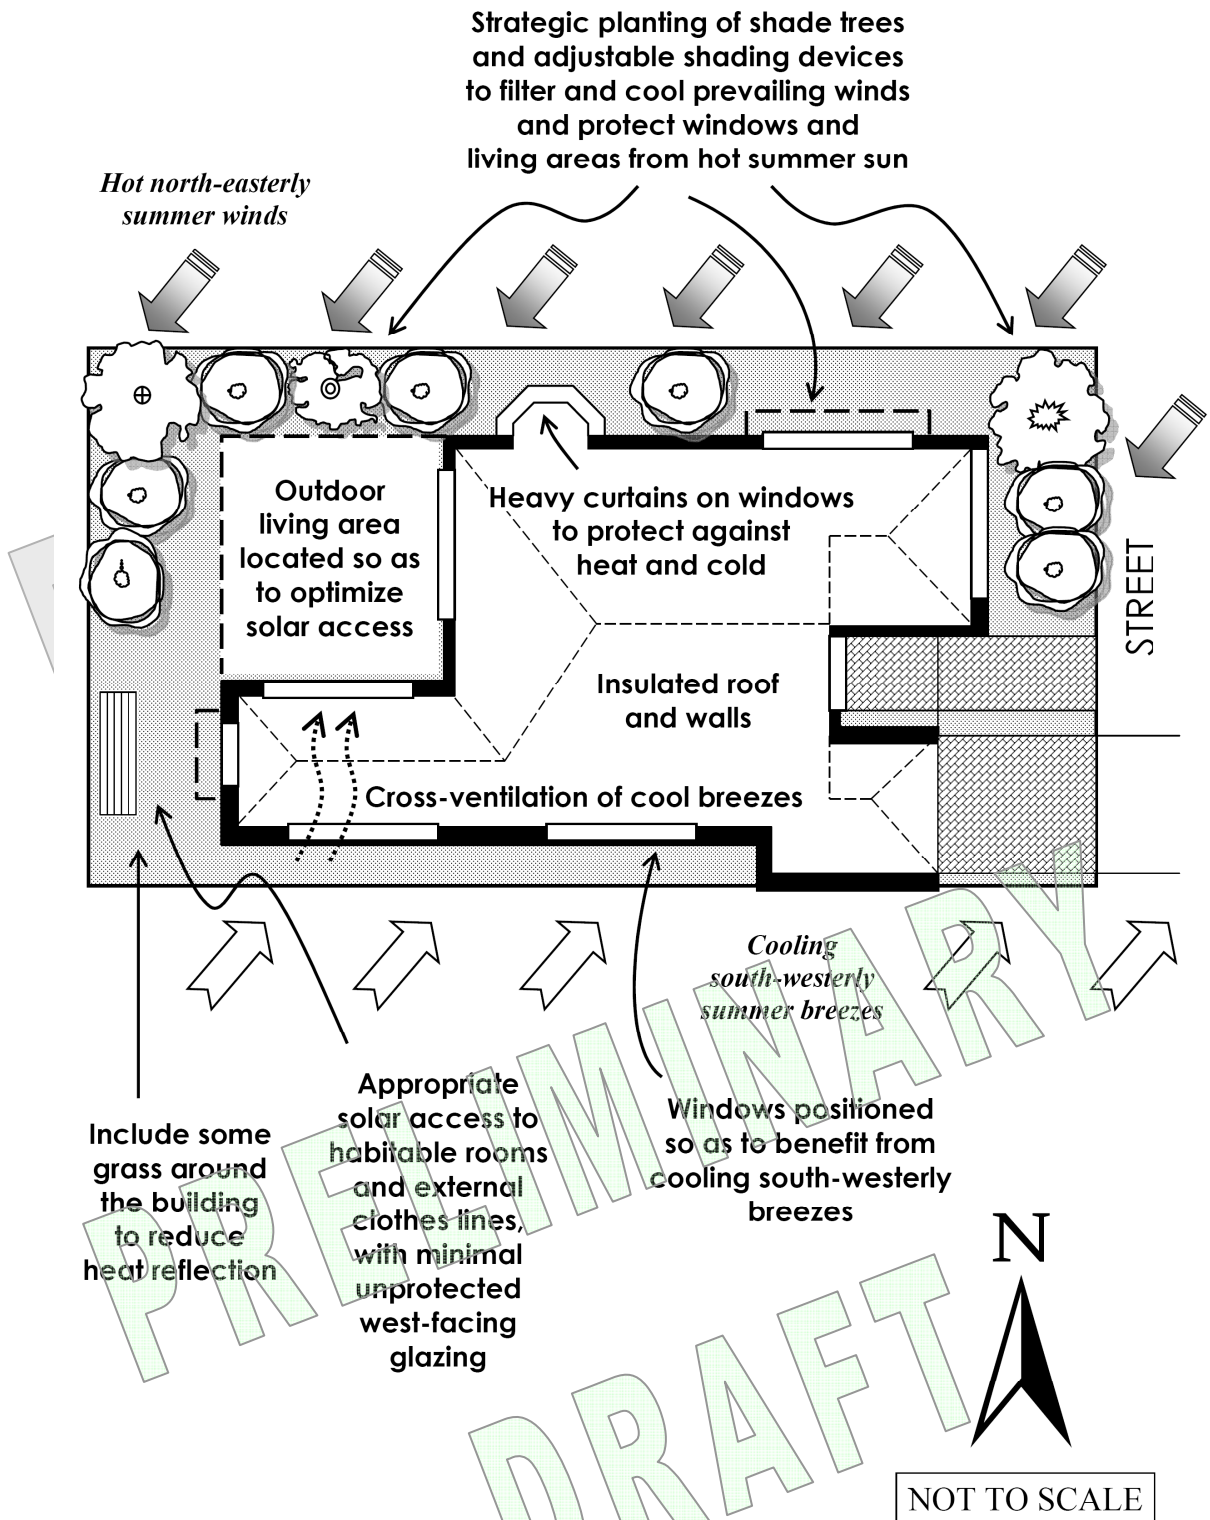 Strategic planting of shade trees
and adjustable shading devices
to filter and cool prevailing winds
and protect windows and
living areas from hot summer sun
Hot north-easterly
summer winds
Outdoor
living area
located so as
to optimize
solar access
Heavy curtains on windows
to protect against
heat and cold
STREET
Insulated roof
and walls
Cross-ventilation of cool breezes
Cooling
south-westerly
summer breezes
Include some
grass around
the building
to reduce
heat reflection
Appropriate
solar access to
habitable rooms
and external
clothes lines,
with minimal
unprotected
west-facing
glazing
Windows positioned
so as to benefit from
cooling south-westerly
breezes
PRELIMINARY
DRAFT
N
NOT TO SCALE